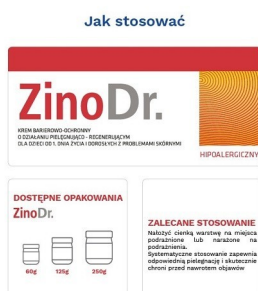 Jak stosować
ZinoDr.
KREM BARIEROWO-OCHRONNY
O DZIAŁANIU PIELĘGNUJĄCO - REGENERUJĄCYM
DLA DZIECI OD 1. DNIA ŻYCIA I DOROSŁYCH Z PROBLEMAMI SKÓRNYMI
HIPOALERGICZNY
DOSTĘPNE OPAKOWANIA
ZinoDr.
60g 125g 250g
ZALECANE STOSOWANIE
Nałożyć cienką warstwę na miejsca
podrażnione lub narażone na
podrażnienia.
Systematyczne stosowanie zapewnia
odpowiednią pielęgnację i skutecznie
chroni przed nawrotem objawów